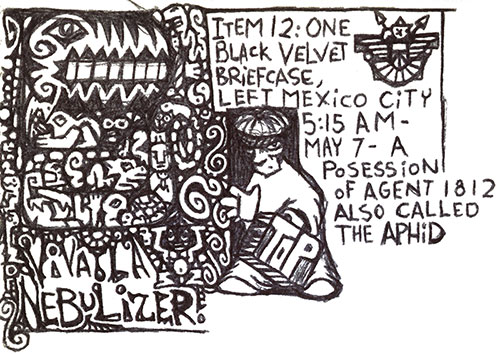 ITEM 12: ONE
BLACK VELVET
BRIEFCASE,
LEFT MEXICO CITY
5:15 AM-
MAY 7- A
POSESSION
OF AGENT 1812
ALSO CALLED
THE APHID
VIVA LA
NEBULIZER!